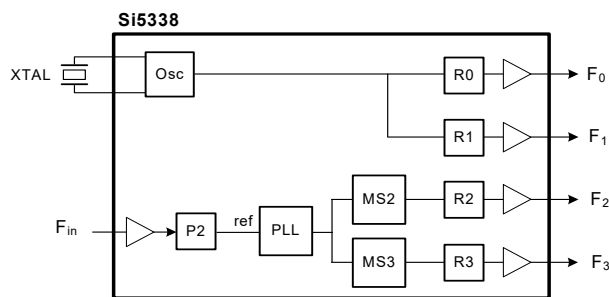 Si5338
XTAL
Osc
R0
F0
R1
F1
MS2
R2
F2
Fin
P2
ref
PLL
MS3
R3
F3